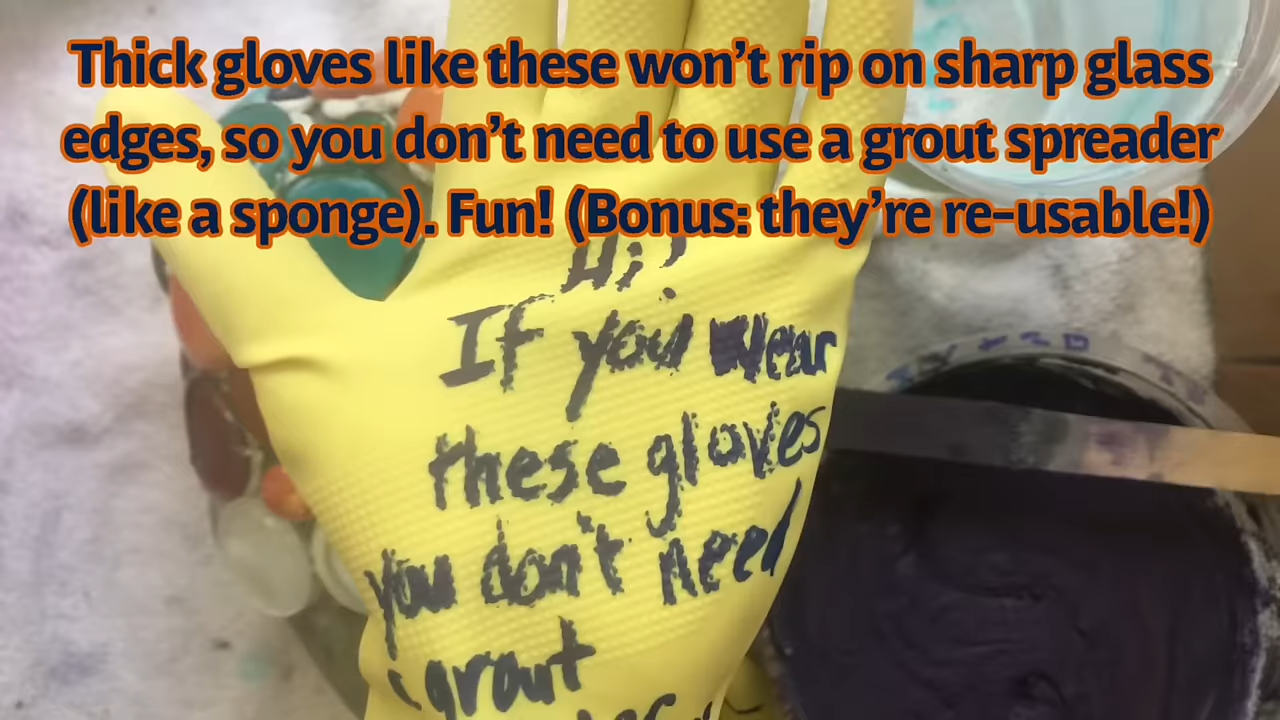 Thick gloves like these won’t rip on sharp glass
edges, so you don’t need to use a grout spreader
(like a sponge). Fun! (Bonus: they’re re-usable!)
Hi!
If you wear
these gloves
you don't need
grout